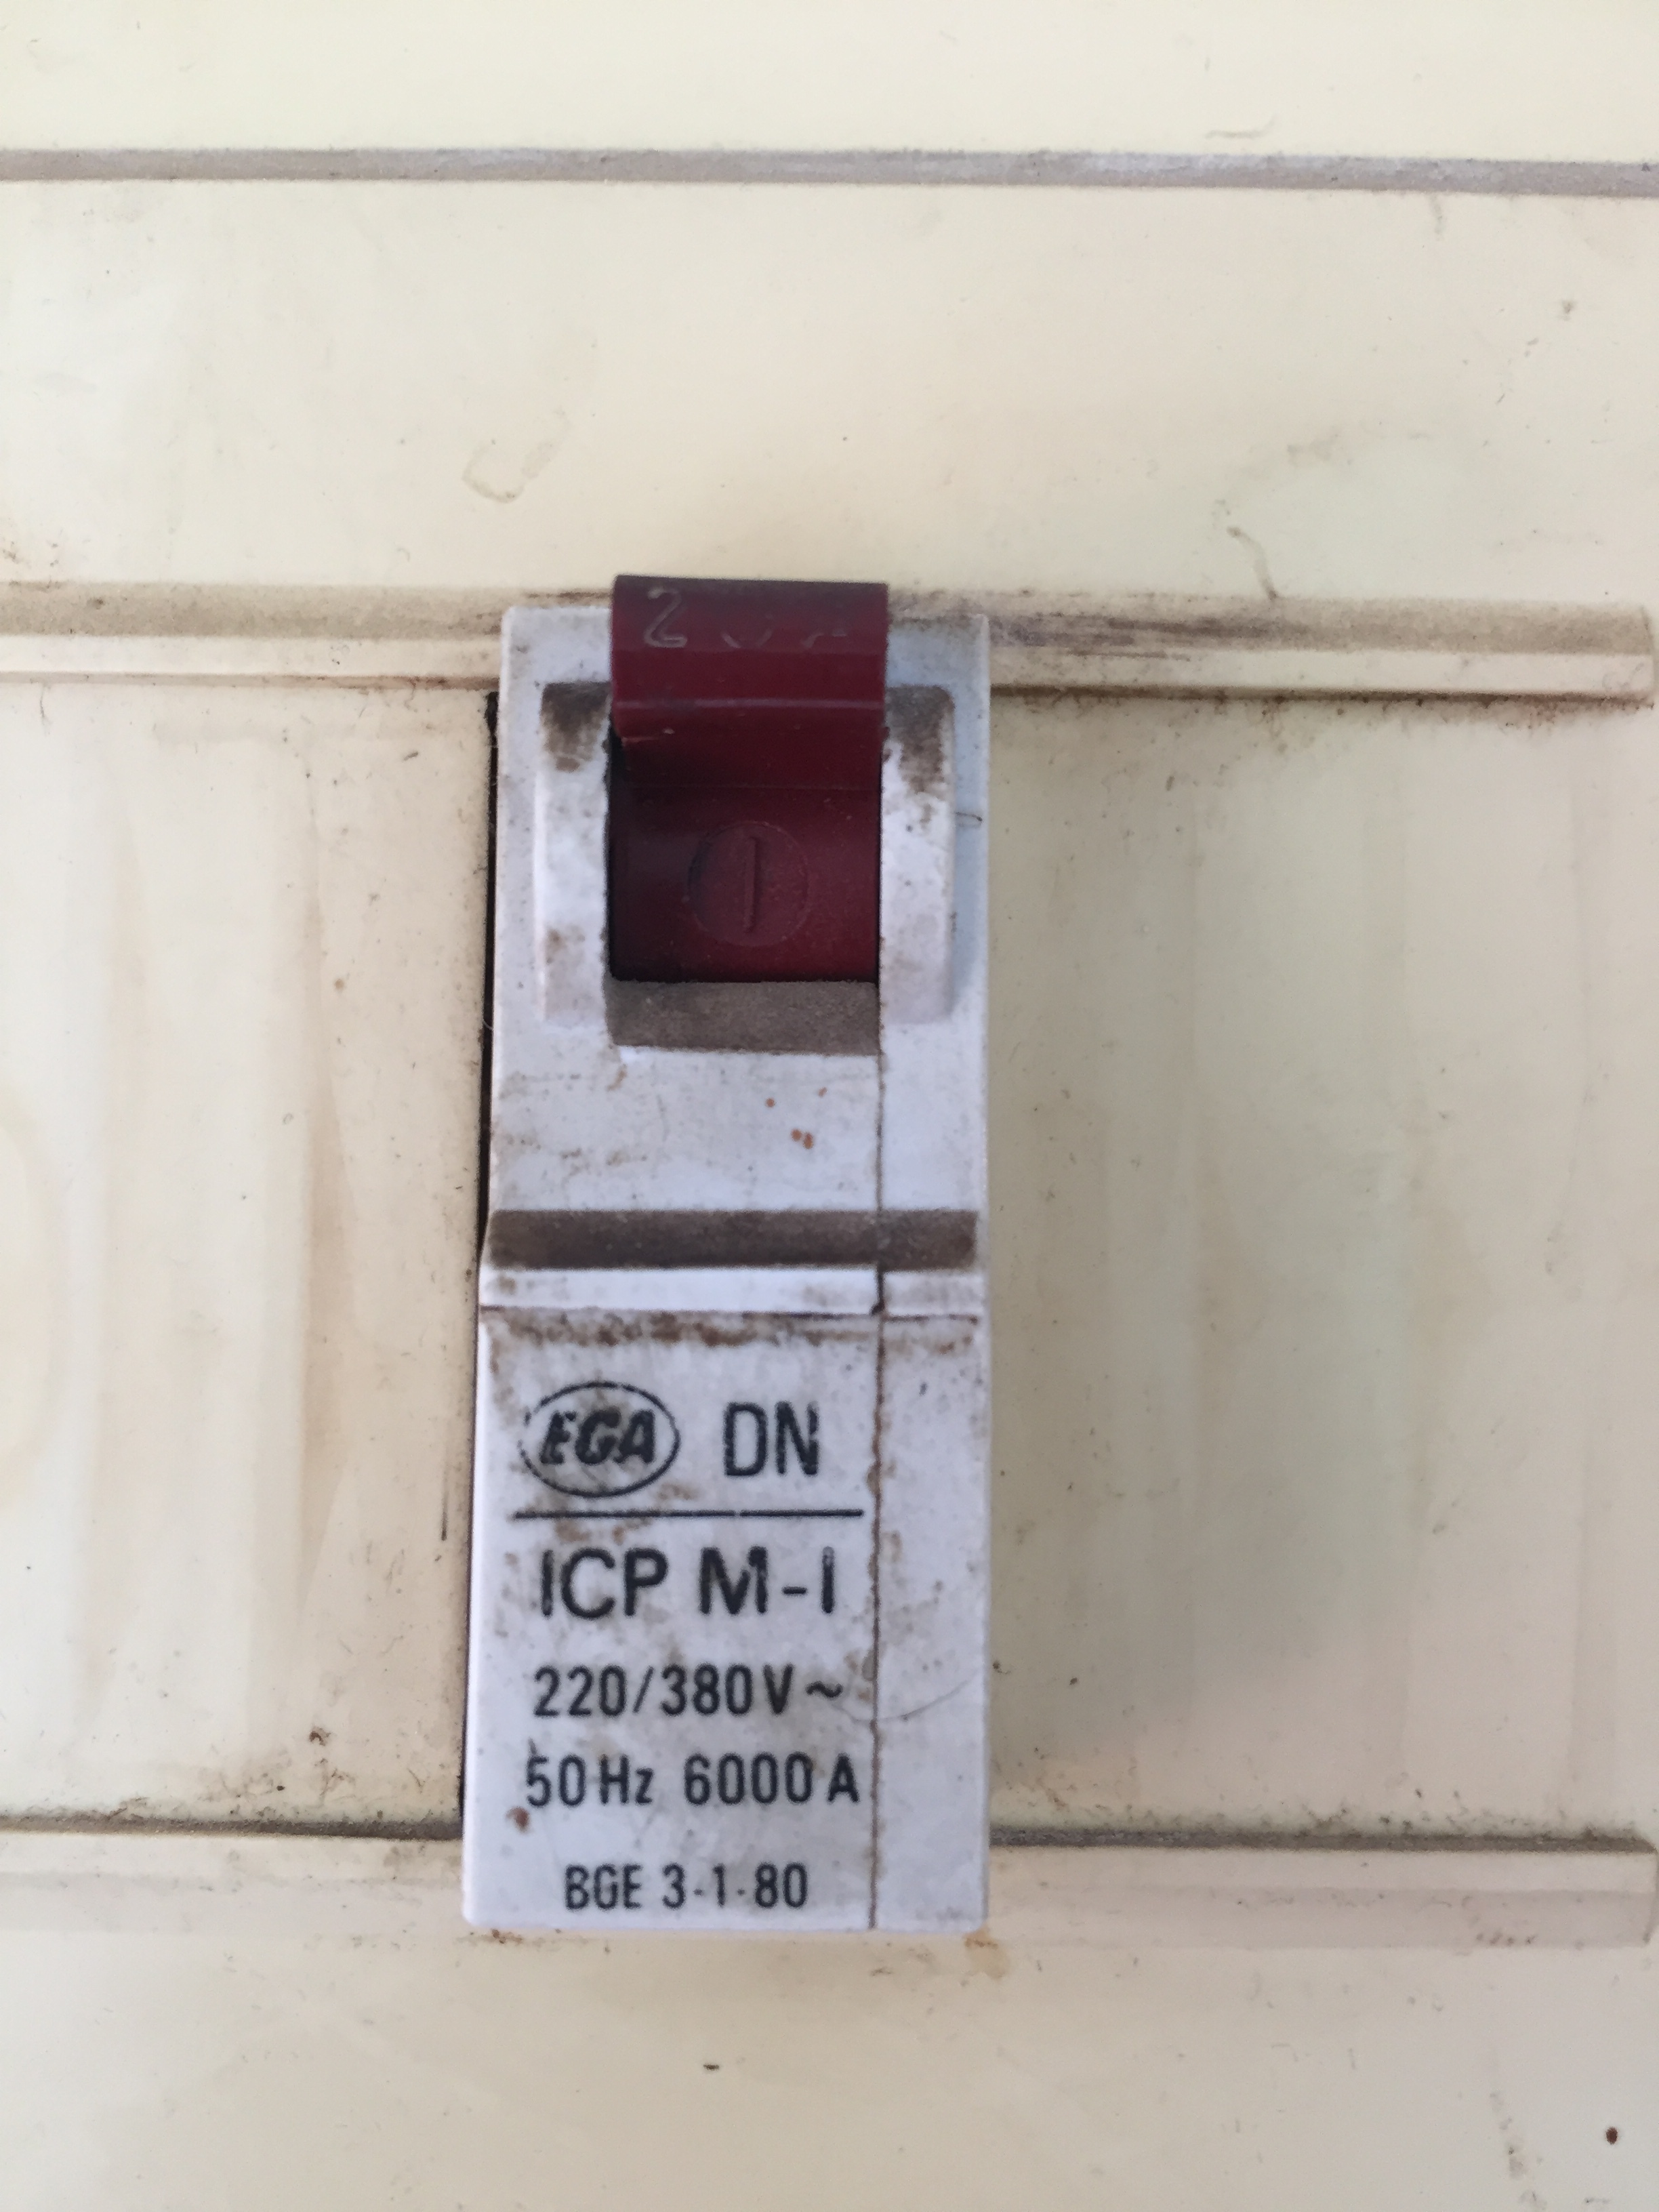 EGA DN
ICP M-I
220/380V~
50Hz 6000A
BGE 3-1-80